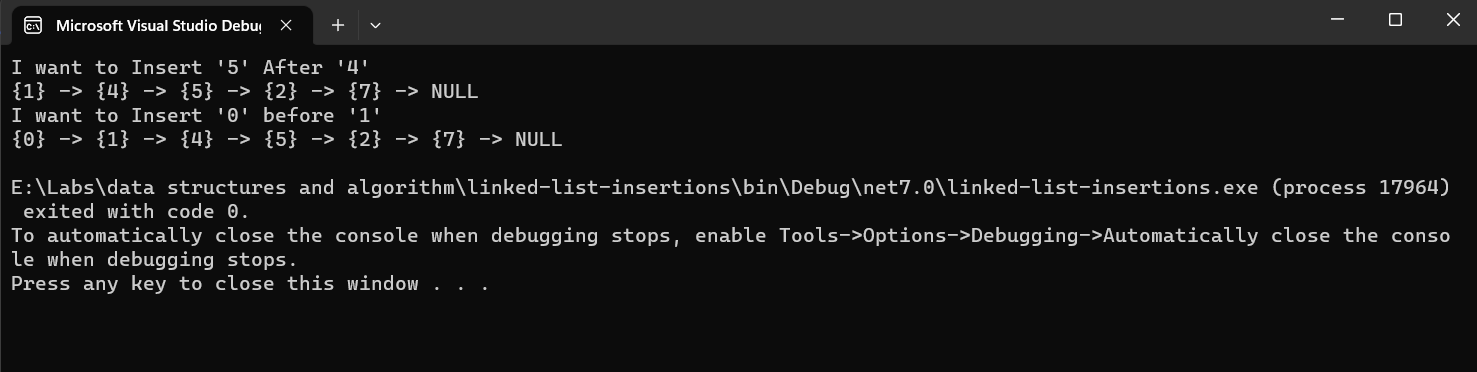 Microsoft Visual Studio Debu
I want to Insert '5' After '4'
{1} -> {4} -> {5} -> {2} -> {7} -> NULL
I want to Insert '0' before '1'
{0} -> {1} -> {4} -> {5} -> {2} -> {7} -> NULL
E:\Labs\data structures and algorithm\linked-list-insertions\bin\Debug\net7.0\linked-list-insertions.exe (process 17964)
exited with code 0.
To automatically close the console when debugging stops, enable Tools->Options->Debugging->Automatically close the conso
le when debugging stops.
Press any key to close this window . . .